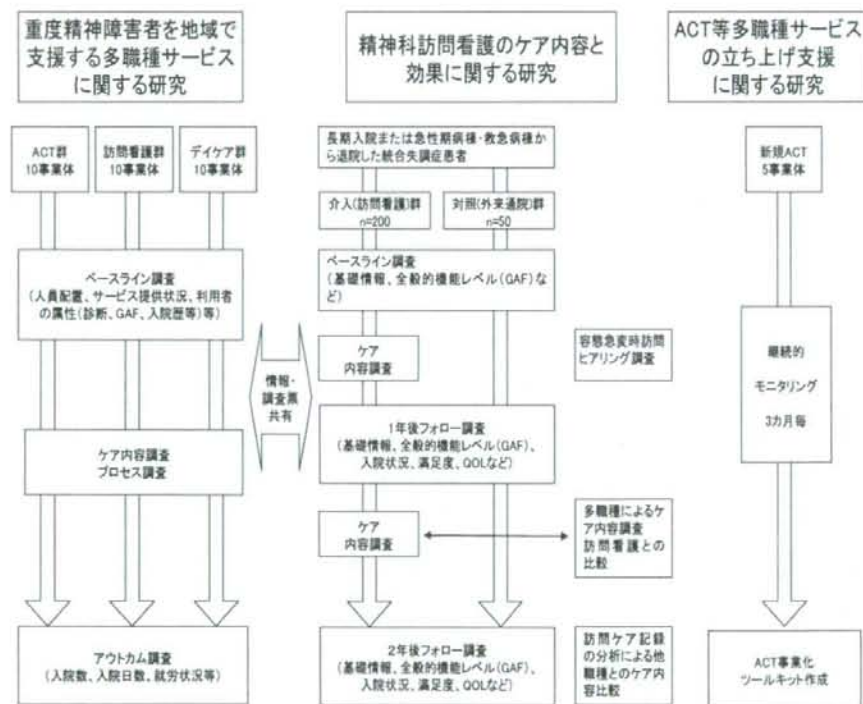 重度精神障害者を地域で
支援する多職種サービス
に関する研究
ACT群
10事業体
訪問看護群
10事業体
デイケア群
10事業体
ベースライン調査
(人員配置、サービス提供状況、利用者
の属性(診断、GAF、入院歴等)等)
ケア内容調査
プロセス調査
アウトカム調査
(入院数、入院日数、就労状況等)
情報・
調査票
共有
精神科訪問看護のケア内容と
効果に関する研究
長期入院または急性期病棟・救急病棟か
ら退院した統合失調症患者
介入(訪問看護)群
n=200
対照(外来通院)群
n=50
ベースライン調査
(基礎情報、全般的機能レベル(GAF)な
ど)
ケア
内容調査
1年後フォロー調査
(基礎情報、全般的機能レベル(GAF)、
入院状況、満足度、QOLなど)
ケア
内容調査
2年後フォロー調査
(基礎情報、全般的機能レベル(GAF)、
入院状況、満足度、QOLなど)
容態急変時訪問
ヒアリング調査
多職種によるケア
内容調査
訪問看護との
比較
訪問ケア記録
の分析による他
職種とのケア内
容比較
ACT等多職種サービス
の立ち上げ支援
に関する研究
新規ACT
5事業体
継続的
モニタリング
3カ月毎
ACT事業化
ツールキット作成